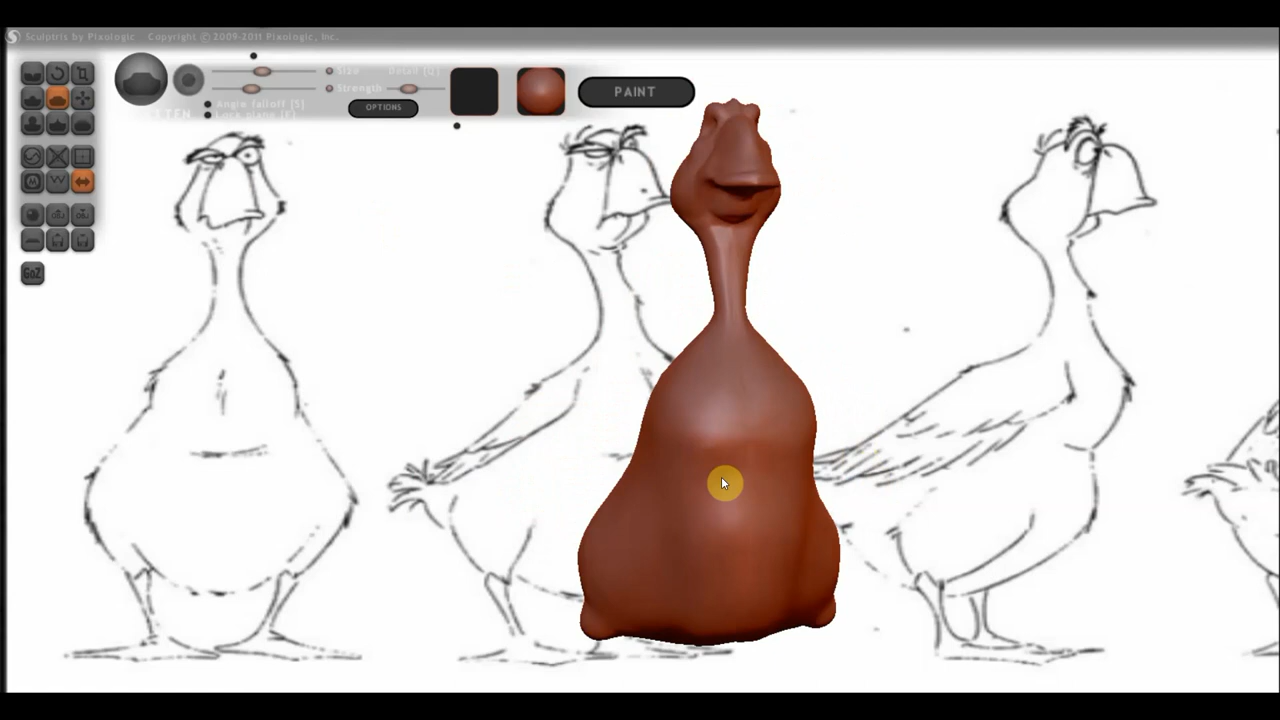 Sculptris by Pixologic Copyright © 2009-2011 Pixologic, Inc.
Size Detail [Q]
Strength
Angle falloff [S]
OPTIONS
PAINT
GoZ